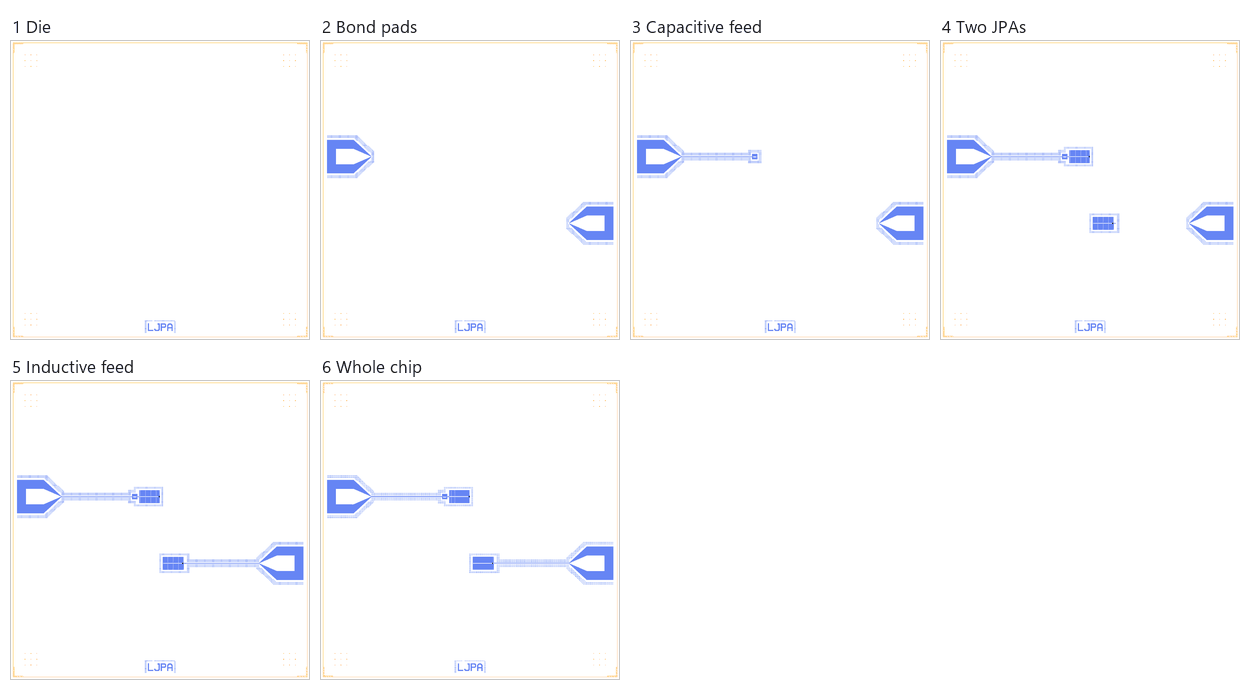 1 Die
2 Bond pads
3 Capacitive feed
4 Two JPAs
LJPA
LJPA
LJPA
LJPA
5 Inductive feed
6 Whole chip
LJPA
LJPA